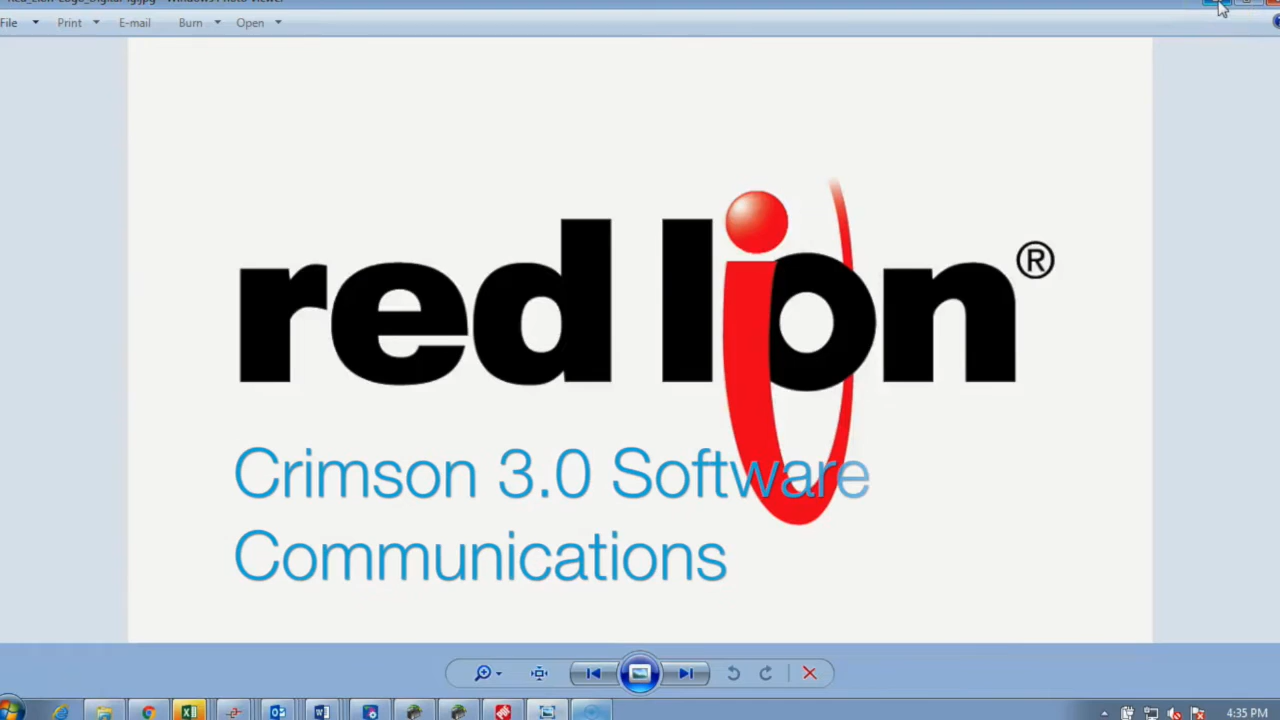 File Print E-mail Burn Open
red lion®
Crimson 3.0 Software
Communications
4:35 PM